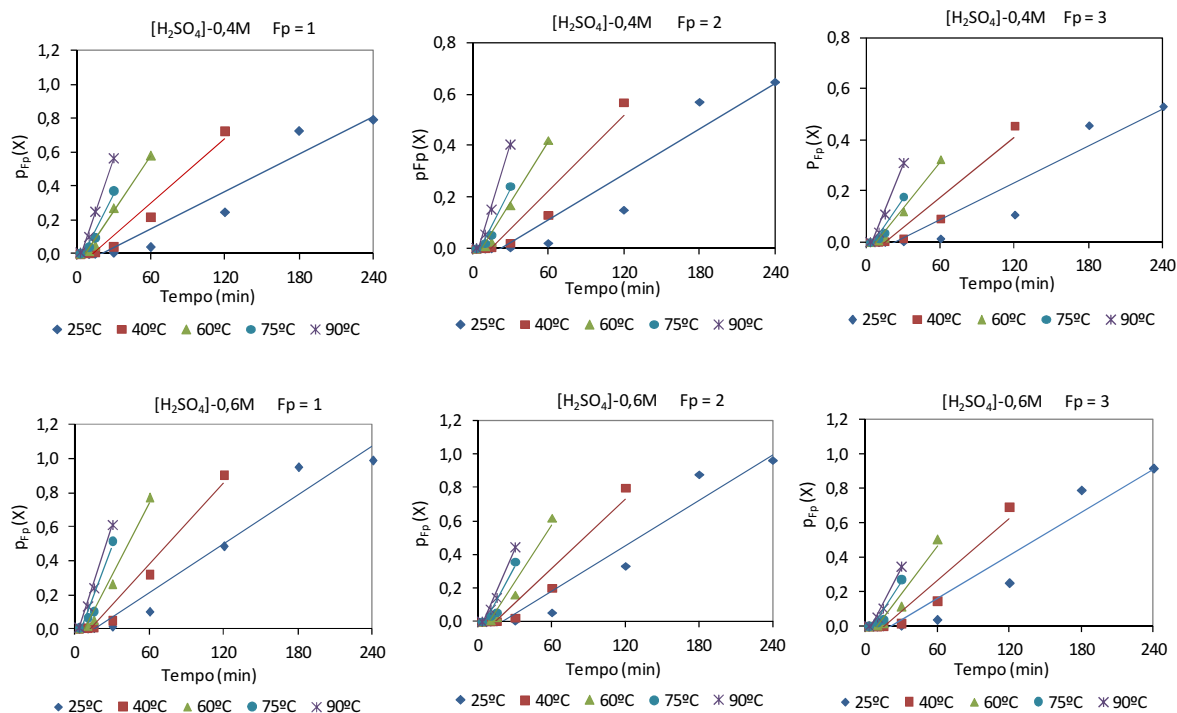 [H₂SO₄]-0,4M Fp = 1
p_Fp (X)
1,2
1,0
0,8
0,6
0,4
0,2
0,0
0 60 120 180 240
Tempo (min)
25ºC 40ºC 60ºC 75ºC 90ºC
[H₂SO₄]-0,4M Fp = 2
pFp (X)
0,8
0,6
0,4
0,2
0,0
0 60 120 180 240
Tempo (min)
25ºC 40ºC 60ºC 75ºC 90ºC
[H₂SO₄]-0,4M Fp = 3
P_Fp (X)
0,8
0,6
0,4
0,2
0,0
0 60 120 180 240
Tempo (min)
25ºC 40ºC 60ºC 75ºC 90ºC
[H₂SO₄]-0,6M Fp = 1
p_Fp (X)
1,2
1,0
0,8
0,6
0,4
0,2
0,0
0 60 120 180 240
Tempo (min)
25ºC 40ºC 60ºC 75ºC 90ºC
[H₂SO₄]-0,6M Fp = 2
p_Fp (X)
1,2
1,0
0,8
0,6
0,4
0,2
0,0
0 60 120 180 240
Tempo (min)
25ºC 40ºC 60ºC 75ºC 90ºC
[H₂SO₄]-0,6M Fp = 3
p_Fp (X)
1,2
1,0
0,8
0,6
0,4
0,2
0,0
0 60 120 180 240
Tempo (min)
25ºC 40ºC 60ºC 75ºC 90ºC